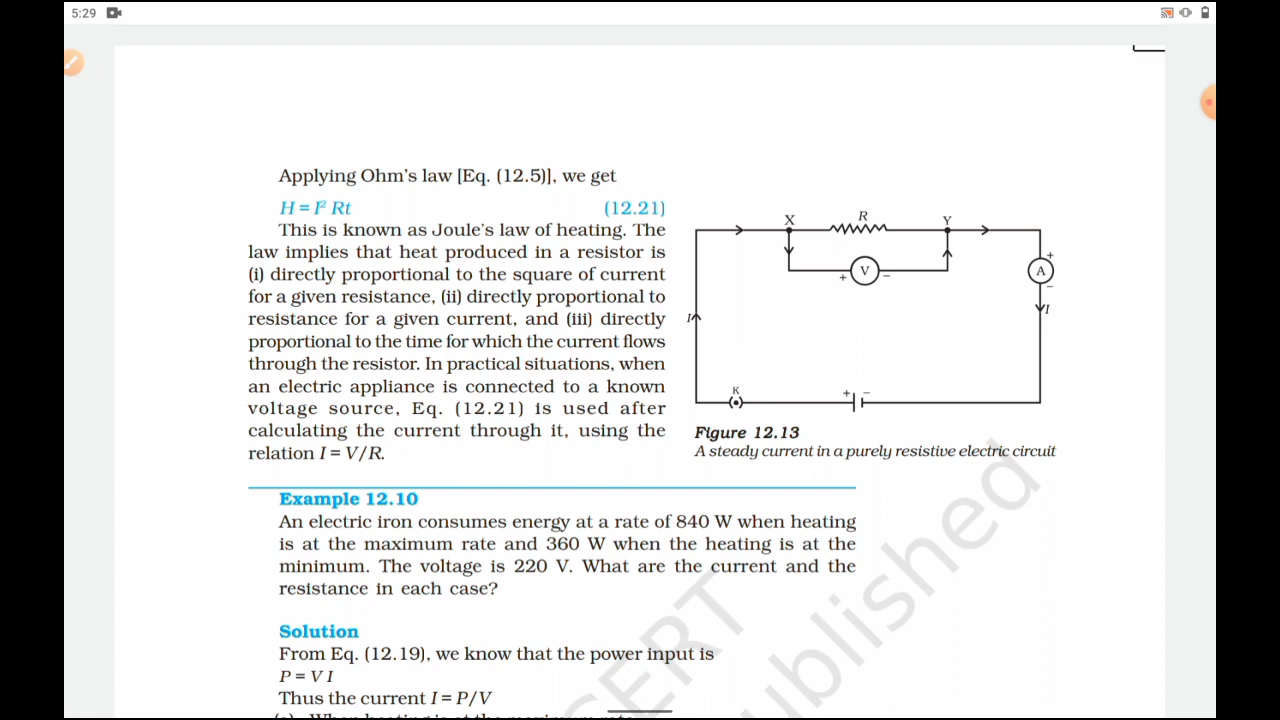 5:29
Applying Ohm's law [Eq. (12.5)], we get
H = I² Rt (12.21)
This is known as Joule's law of heating. The
law implies that heat produced in a resistor is
(i) directly proportional to the square of current
for a given resistance, (ii) directly proportional to
resistance for a given current, and (iii) directly
proportional to the time for which the current flows
through the resistor. In practical situations, when
an electric appliance is connected to a known
voltage source, Eq. (12.21) is used after
calculating the current through it, using the
relation I = V/R.
X R Y
+ V −
+
A
−
I
I
K
+ −
Figure 12.13
A steady current in a purely resistive electric circuit
Example 12.10
An electric iron consumes energy at a rate of 840 W when heating
is at the maximum rate and 360 W when the heating is at the
minimum. The voltage is 220 V. What are the current and the
resistance in each case?
Solution
From Eq. (12.19), we know that the power input is
P = V I
Thus the current I = P/V
(a) When heating is at the maximum rate